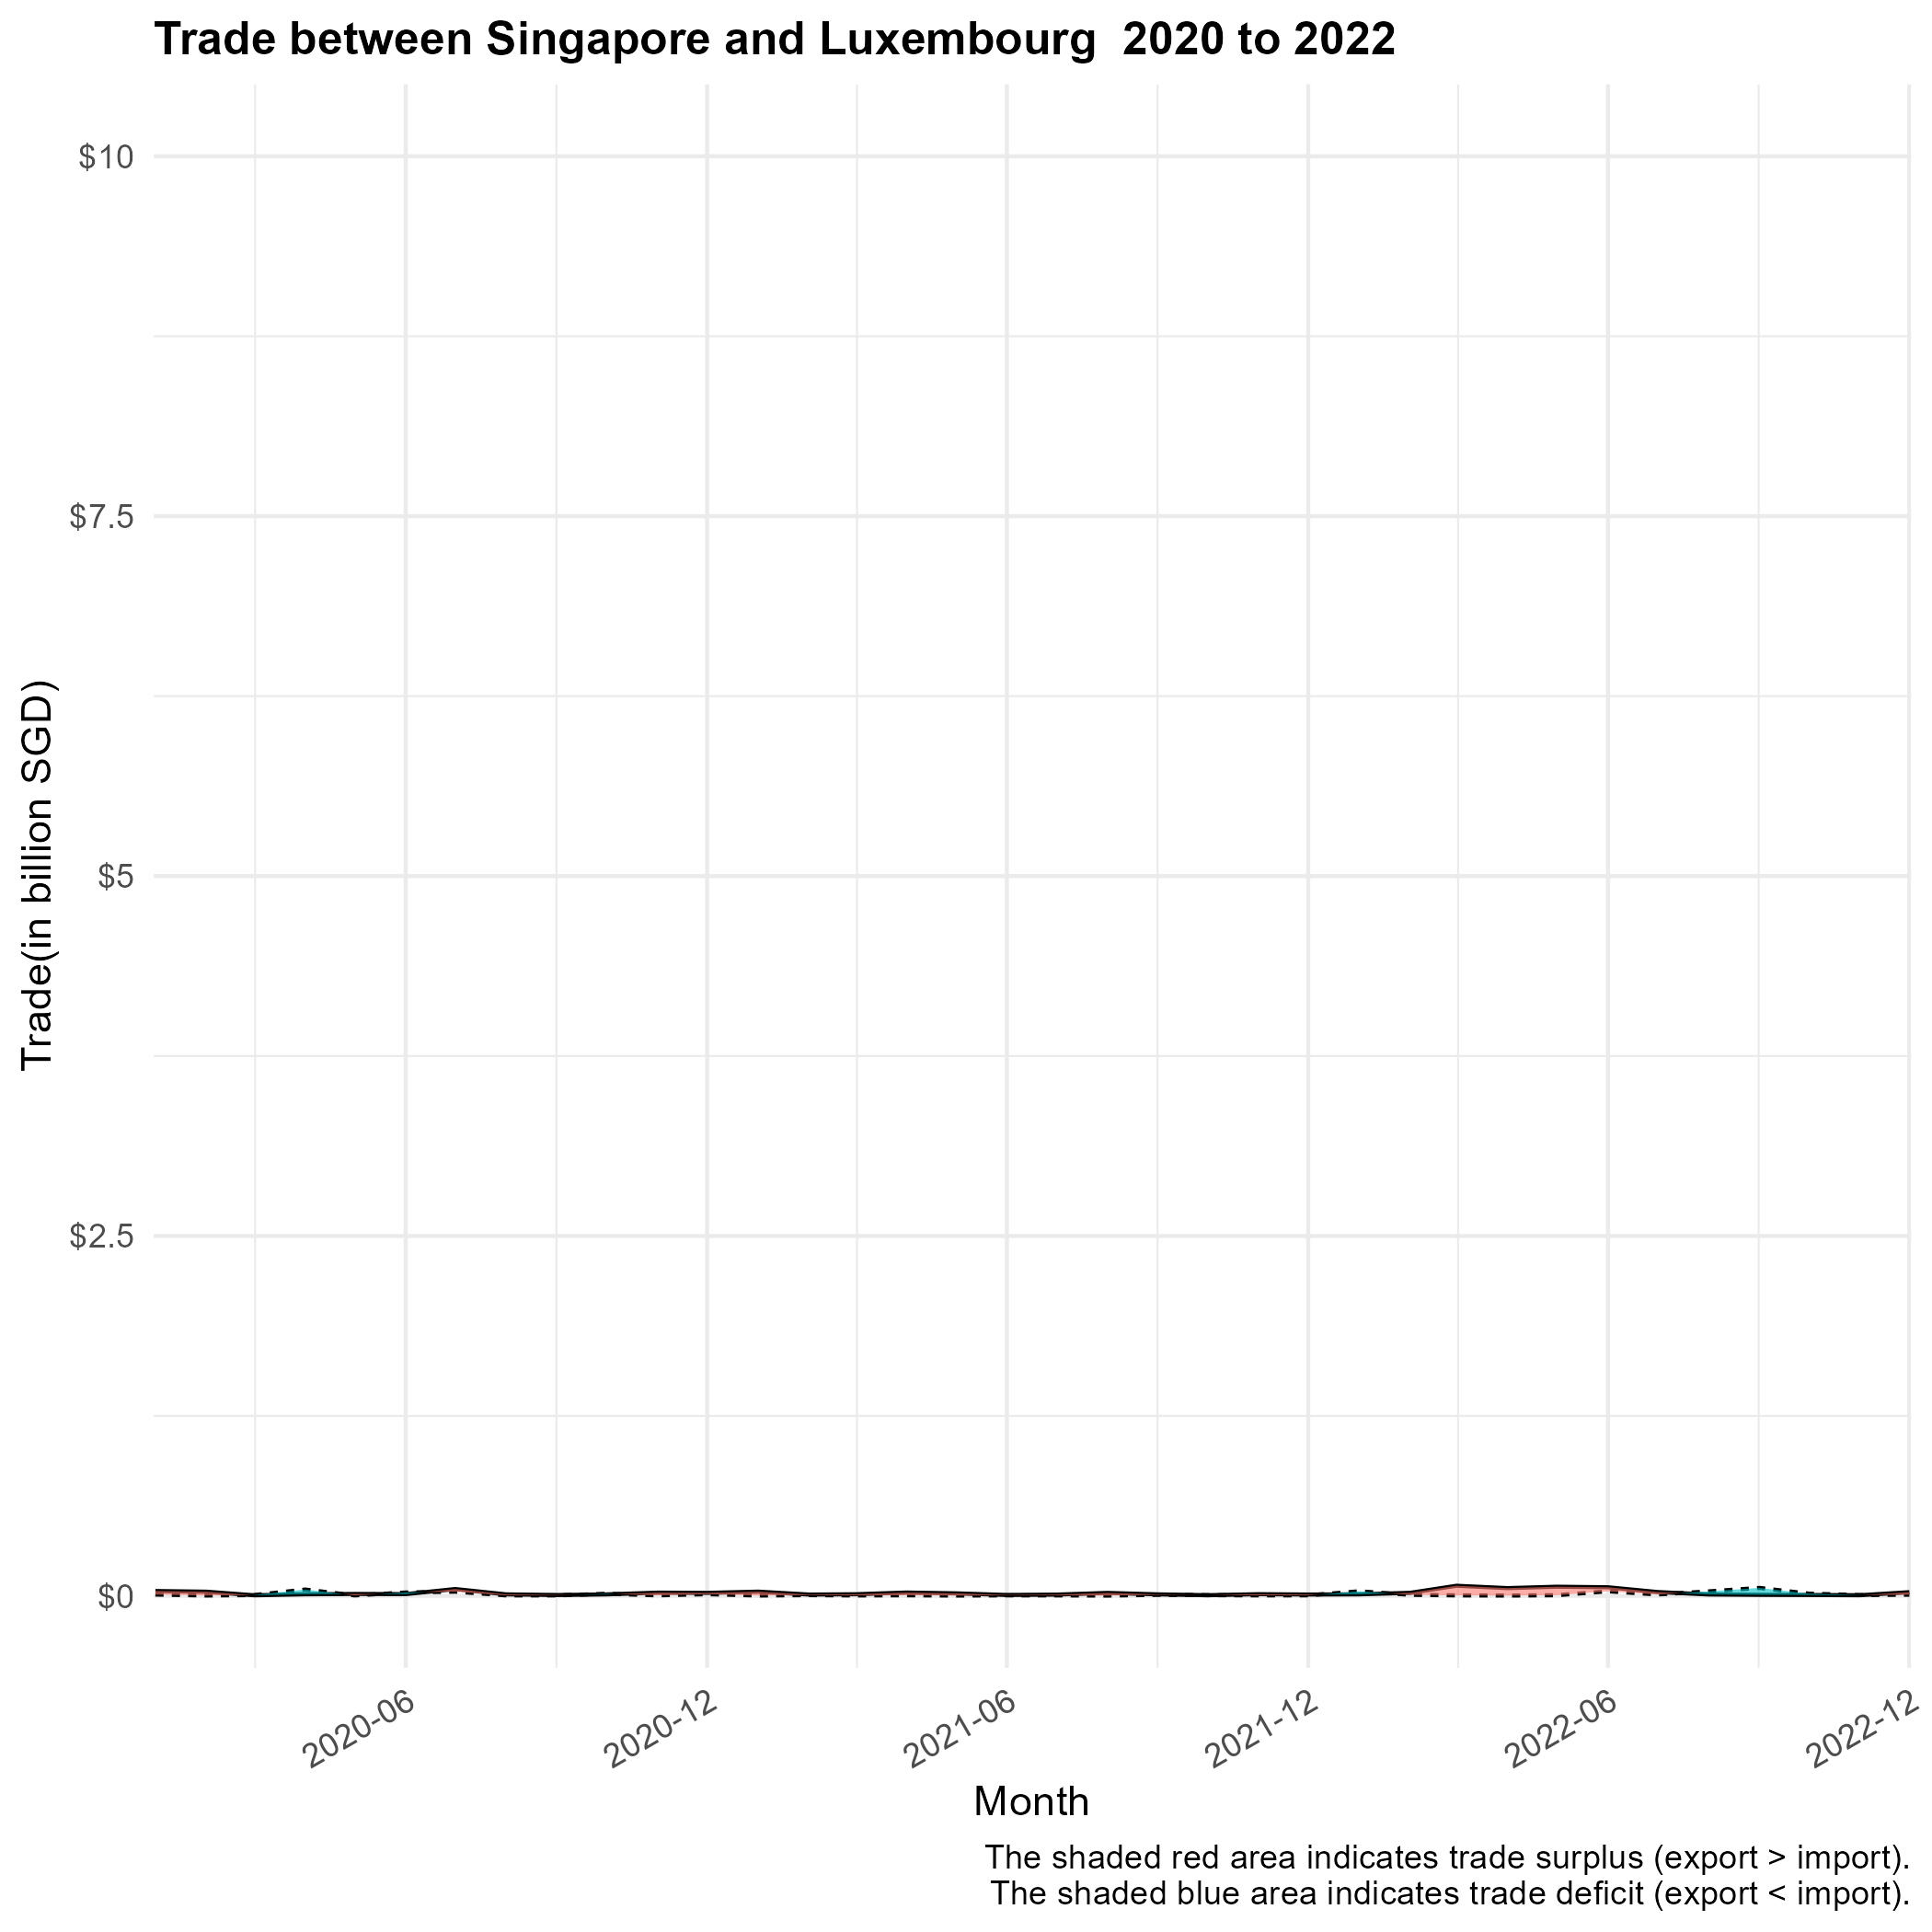 Trade between Singapore and Luxembourg  2020 to 2022
$10
$7.5
$5
$2.5
$0
Trade(in billion SGD)
2020-06
2020-12
2021-06
2021-12
2022-06
2022-12
Month
The shaded red area indicates trade surplus (export > import).
The shaded blue area indicates trade deficit (export < import).